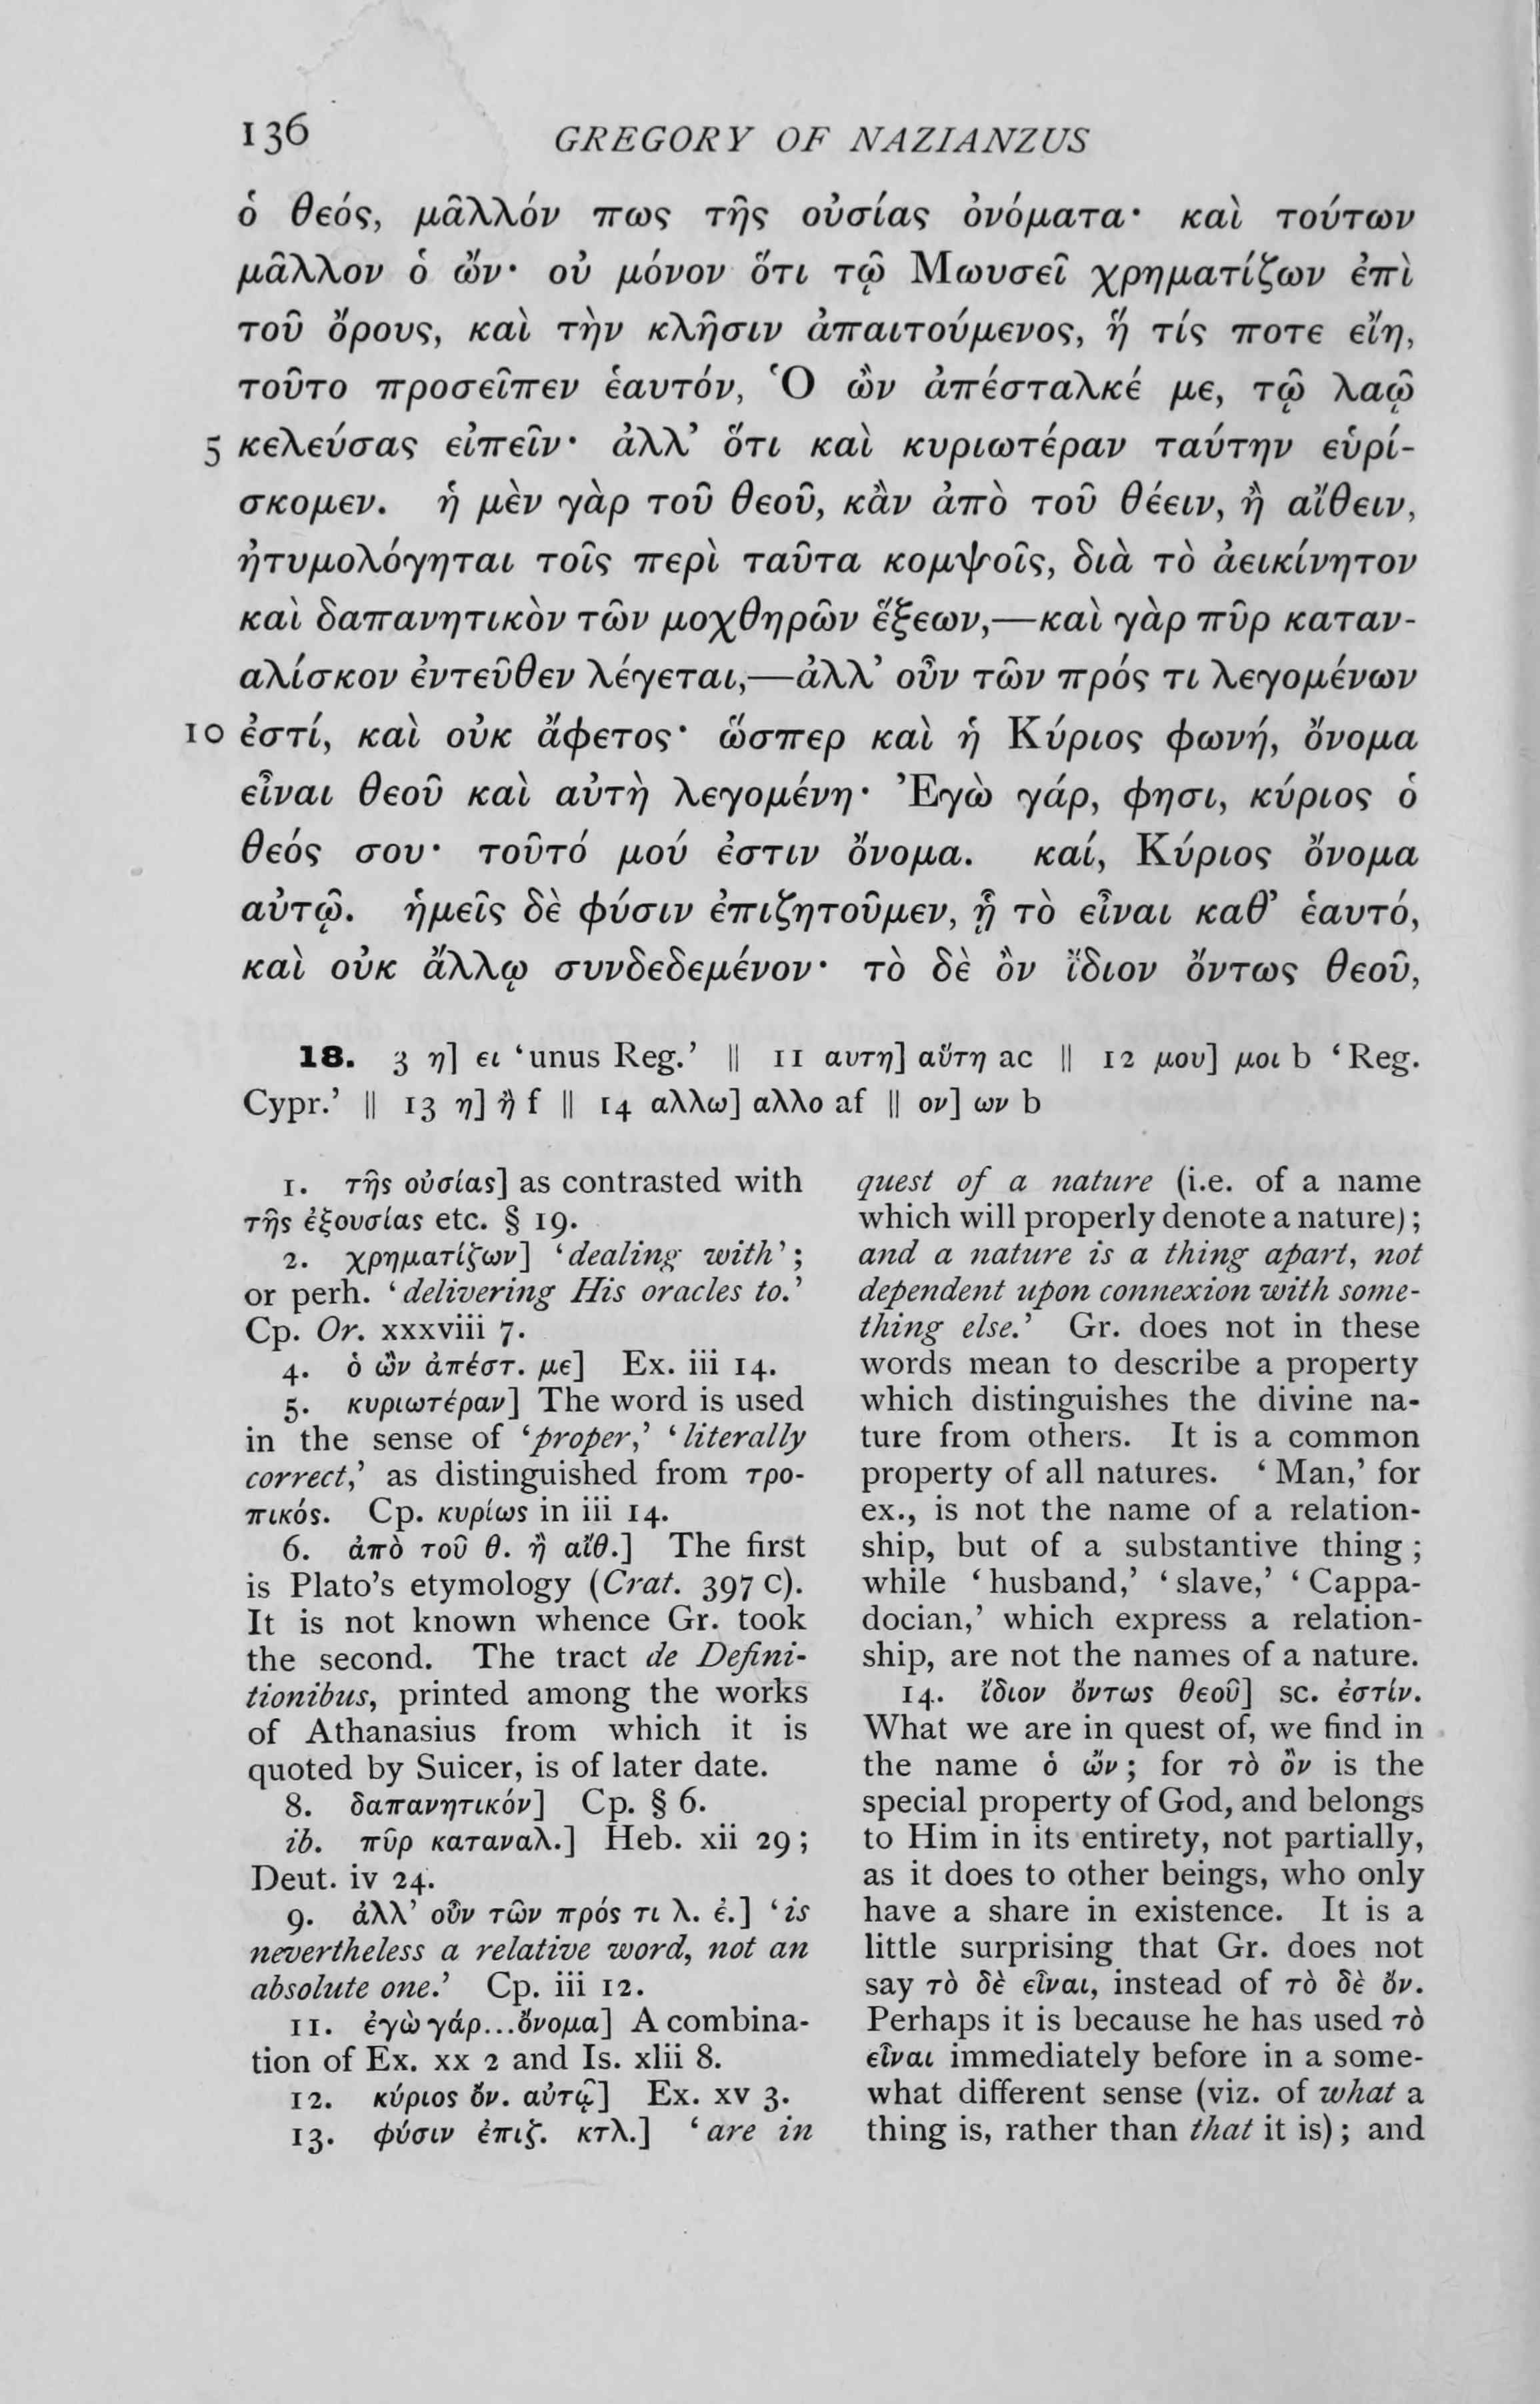 136 GREGORY OF NAZIANZUS
ὁ θεός, μᾶλλόν πως τῆς οὐσίας ὀνόματα· καὶ τούτων
μᾶλλον ὁ ὤν· οὐ μόνον ὅτι τῷ Μωυσεῖ χρηματίζων ἐπὶ
τοῦ ὄρους, καὶ τὴν κλῆσιν ἀπαιτούμενος, ἥ τίς ποτε εἴη,
τοῦτο προσεῖπεν ἑαυτόν, Ὁ ὢν ἀπέσταλκέ με, τῷ λαῷ
5 κελεύσας εἰπεῖν· ἀλλ’ ὅτι καὶ κυριωτέραν ταύτην εὑρί-
σκομεν. ἡ μὲν γὰρ τοῦ θεοῦ, κἂν ἀπὸ τοῦ θέειν, ἢ αἴθειν,
ἠτυμολόγηται τοῖς περὶ ταῦτα κομψοῖς, διὰ τὸ ἀεικίνητον
καὶ δαπανητικὸν τῶν μοχθηρῶν ἕξεων,—καὶ γὰρ πῦρ καταν-
αλίσκον ἐντεῦθεν λέγεται,—ἀλλ’ οὖν τῶν πρός τι λεγομένων
10 ἐστί, καὶ οὐκ ἄφετος· ὥσπερ καὶ ἡ Κύριος φωνή, ὄνομα
εἶναι θεοῦ καὶ αὐτὴ λεγομένη· Ἐγὼ γάρ, φησι, κύριος ὁ
θεός σου· τοῦτό μού ἐστιν ὄνομα. καί, Κύριος ὄνομα
αὐτῷ. ἡμεῖς δὲ φύσιν ἐπιζητοῦμεν, ᾗ τὸ εἶναι καθ’ ἑαυτό,
καὶ οὐκ ἄλλῳ συνδεδεμένον· τὸ δὲ ὂν ἴδιον ὄντως θεοῦ,
18. 3 η] ει ‘unus Reg.’ || 11 αυτη] αὕτη ac || 12 μου] μοι b ‘Reg.
Cypr.’ || 13 η] ἢ f || 14 αλλω] αλλο af || ον] ων b
1. τῆς οὐσίας] as contrasted with
τῆς ἐξουσίας etc. § 19.
2. χρηματίζων] ‘dealing with’;
or perh. ‘delivering His oracles to.’
Cp. Or. xxxviii 7.
4. ὁ ὢν ἀπέστ. με] Ex. iii 14.
5. κυριωτέραν] The word is used
in the sense of ‘proper,’ ‘literally
correct,’ as distinguished from τρο-
πικός. Cp. κυρίως in iii 14.
6. ἀπὸ τοῦ θ. ἢ αἴθ.] The first
is Plato’s etymology (Crat. 397 C).
It is not known whence Gr. took
the second. The tract de Defini-
tionibus, printed among the works
of Athanasius from which it is
quoted by Suicer, is of later date.
8. δαπανητικόν] Cp. § 6.
ib. πῦρ καταναλ.] Heb. xii 29;
Deut. iv 24.
9. ἀλλ’ οὖν τῶν πρός τι λ. ἐ.] ‘is
nevertheless a relative word, not an
absolute one.’ Cp. iii 12.
11. ἐγὼ γάρ...ὄνομα] A combina-
tion of Ex. xx 2 and Is. xlii 8.
12. κύριος ὄν. αὐτῷ] Ex. xv 3.
13. φύσιν ἐπιζ. κτλ.] ‘are in
quest of a nature (i.e. of a name
which will properly denote a nature);
and a nature is a thing apart, not
dependent upon connexion with some-
thing else.’ Gr. does not in these
words mean to describe a property
which distinguishes the divine na-
ture from others. It is a common
property of all natures. ‘Man,’ for
ex., is not the name of a relation-
ship, but of a substantive thing;
while ‘husband,’ ‘slave,’ ‘Cappa-
docian,’ which express a relation-
ship, are not the names of a nature.
14. ἴδιον ὄντως θεοῦ] sc. ἐστίν.
What we are in quest of, we find in
the name ὁ ὤν; for τὸ ὂν is the
special property of God, and belongs
to Him in its entirety, not partially,
as it does to other beings, who only
have a share in existence. It is a
little surprising that Gr. does not
say τὸ δὲ εἶναι, instead of τὸ δὲ ὄν.
Perhaps it is because he has used τὸ
εἶναι immediately before in a some-
what different sense (viz. of what a
thing is, rather than that it is); and